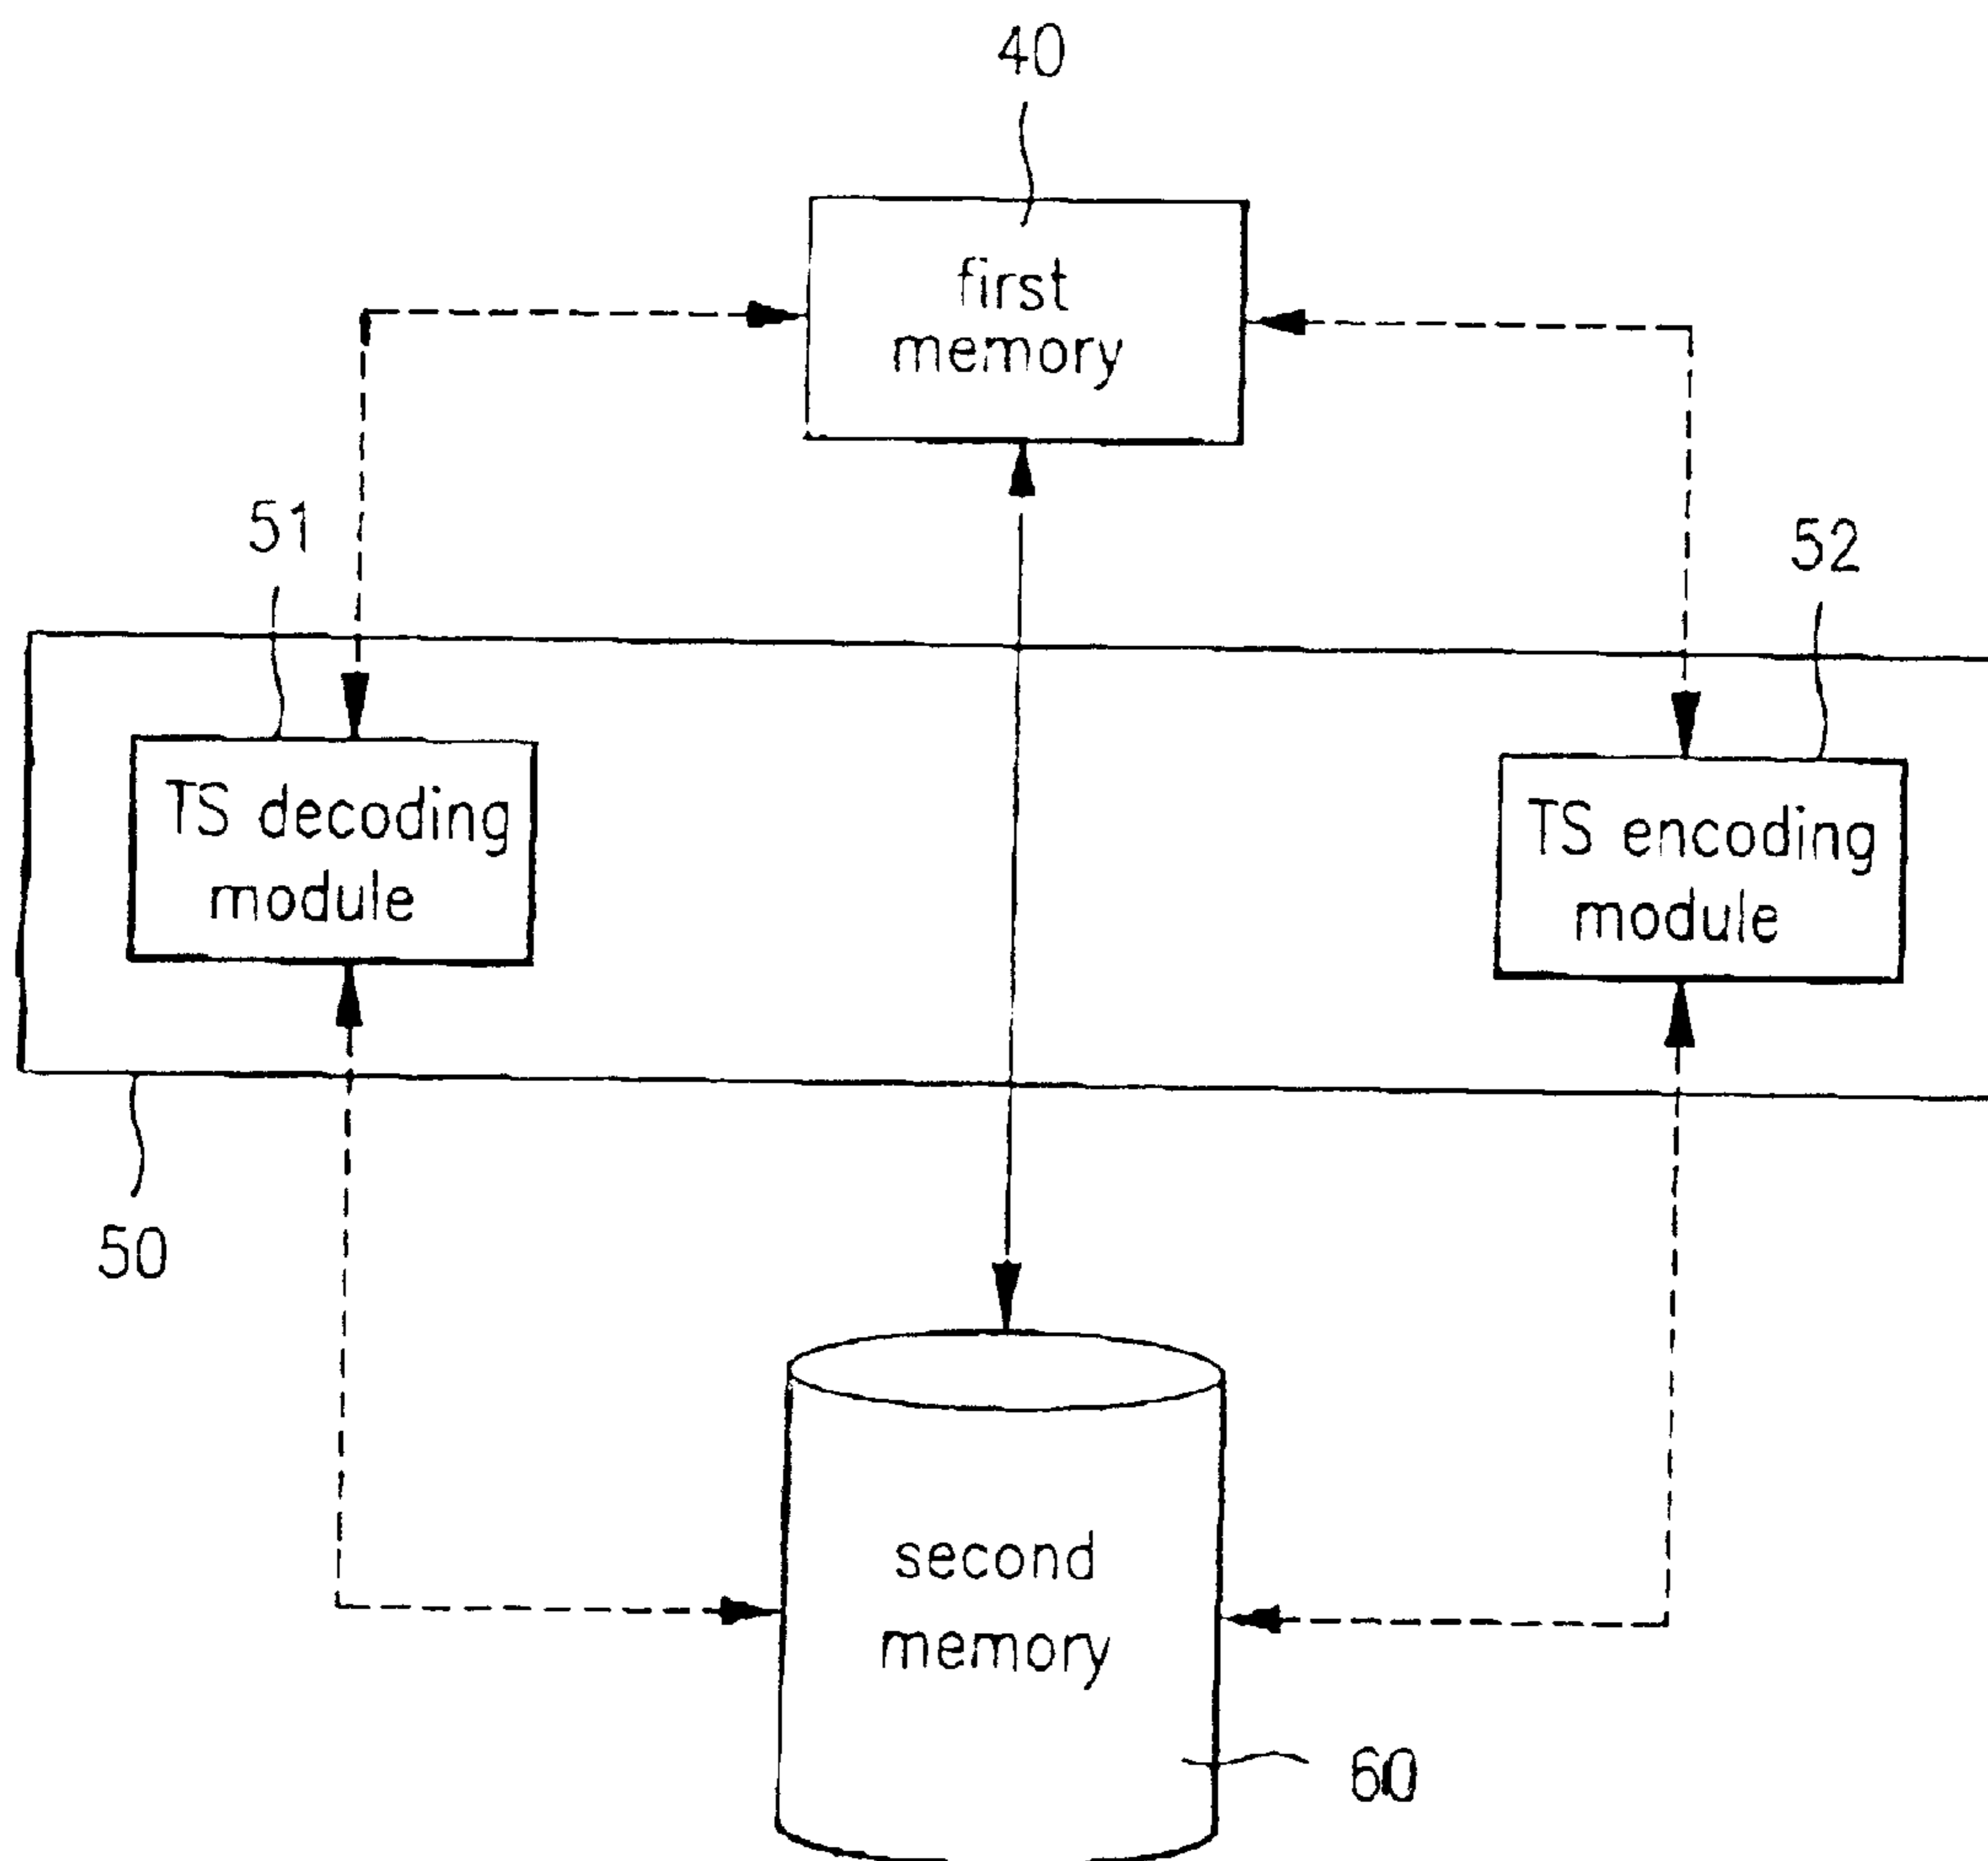 40
first
memory
51
52
TS decoding
module
TS encoding
module
50
second
memory
60